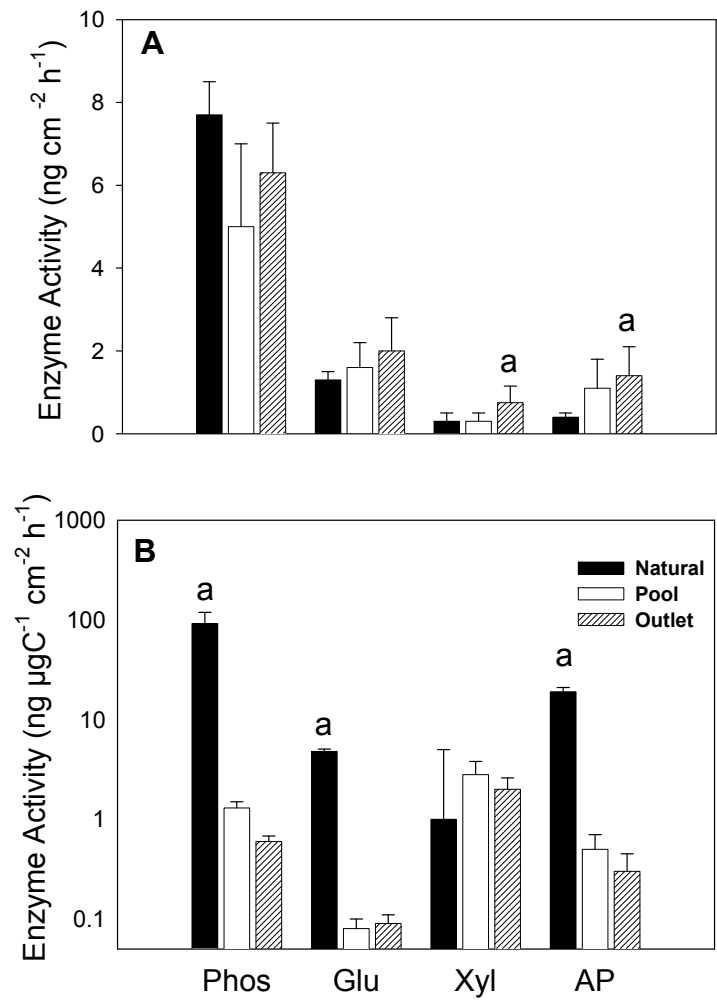 A
Enzyme Activity (ng cm⁻² h⁻¹)
10
8
6
4
2
0
a
a
B
Enzyme Activity (ng µgC⁻¹ cm⁻² h⁻¹)
1000
100
10
1
0.1
a
a
a
Natural
Pool
Outlet
Phos Glu Xyl AP